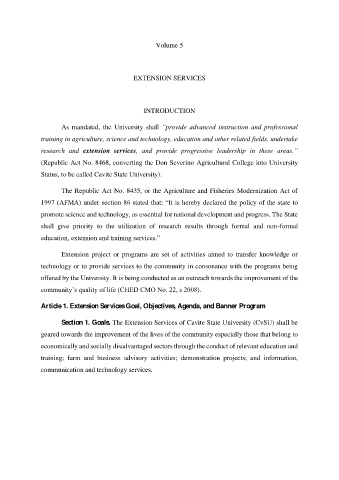 Volume 5
EXTENSION SERVICES
INTRODUCTION
As mandated, the University shall "provide advanced instruction and professional
training in agriculture, science and technology, education and other related fields, undertake
research and extension services, and provide progressive leadership in these areas."
(Republic Act No. 8468, converting the Don Severino Agricultural College into University
Status, to be called Cavite State University).
The Republic Act No. 8435, or the Agriculture and Fisheries Modernization Act of
1997 (AFMA) under section 86 stated that: "It is hereby declared the policy of the state to
promote science and technology, as essential for national development and progress. The State
shall give priority to the utilization of research results through formal and non-formal
education, extension and training services."
Extension project or programs are set of activities aimed to transfer knowledge or
technology or to provide services to the community in consonance with the programs being
offered by the University. It is being conducted as an outreach towards the improvement of the
community's quality of life (CHED CMO No. 22, s 2008).
Article 1. Extension Services Goal, Objectives, Agenda, and Banner Program
Section 1. Goals. The Extension Services of Cavite State University (CvSU) shall be
geared towards the improvement of the lives of the community especially those that belong to
economically and socially disadvantaged sectors through the conduct of relevant education and
training; farm and business advisory activities; demonstration projects; and information,
communication and technology services.